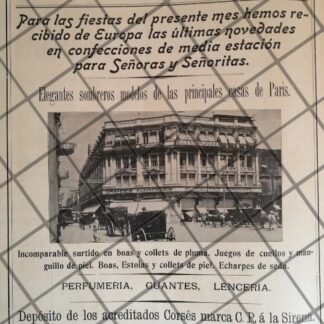 Para las fiestas del presente mes hemos re-
cibido de Europa las últimas novedades
en confecciones de media estación
para Señoras y Señoritas.
Elegantes sombreros modelos de las principales casas de Paris.
Incomparable surtido en boas y collets de pluma. Juegos de cuellos y man-
guillo de piel. Boas, Estolas y collets de piel. Echarpes de seda.
PERFUMERIA, GUANTES, LENCERIA.
Depósito de los acreditados Corsés marca C. P. á la Sirena.